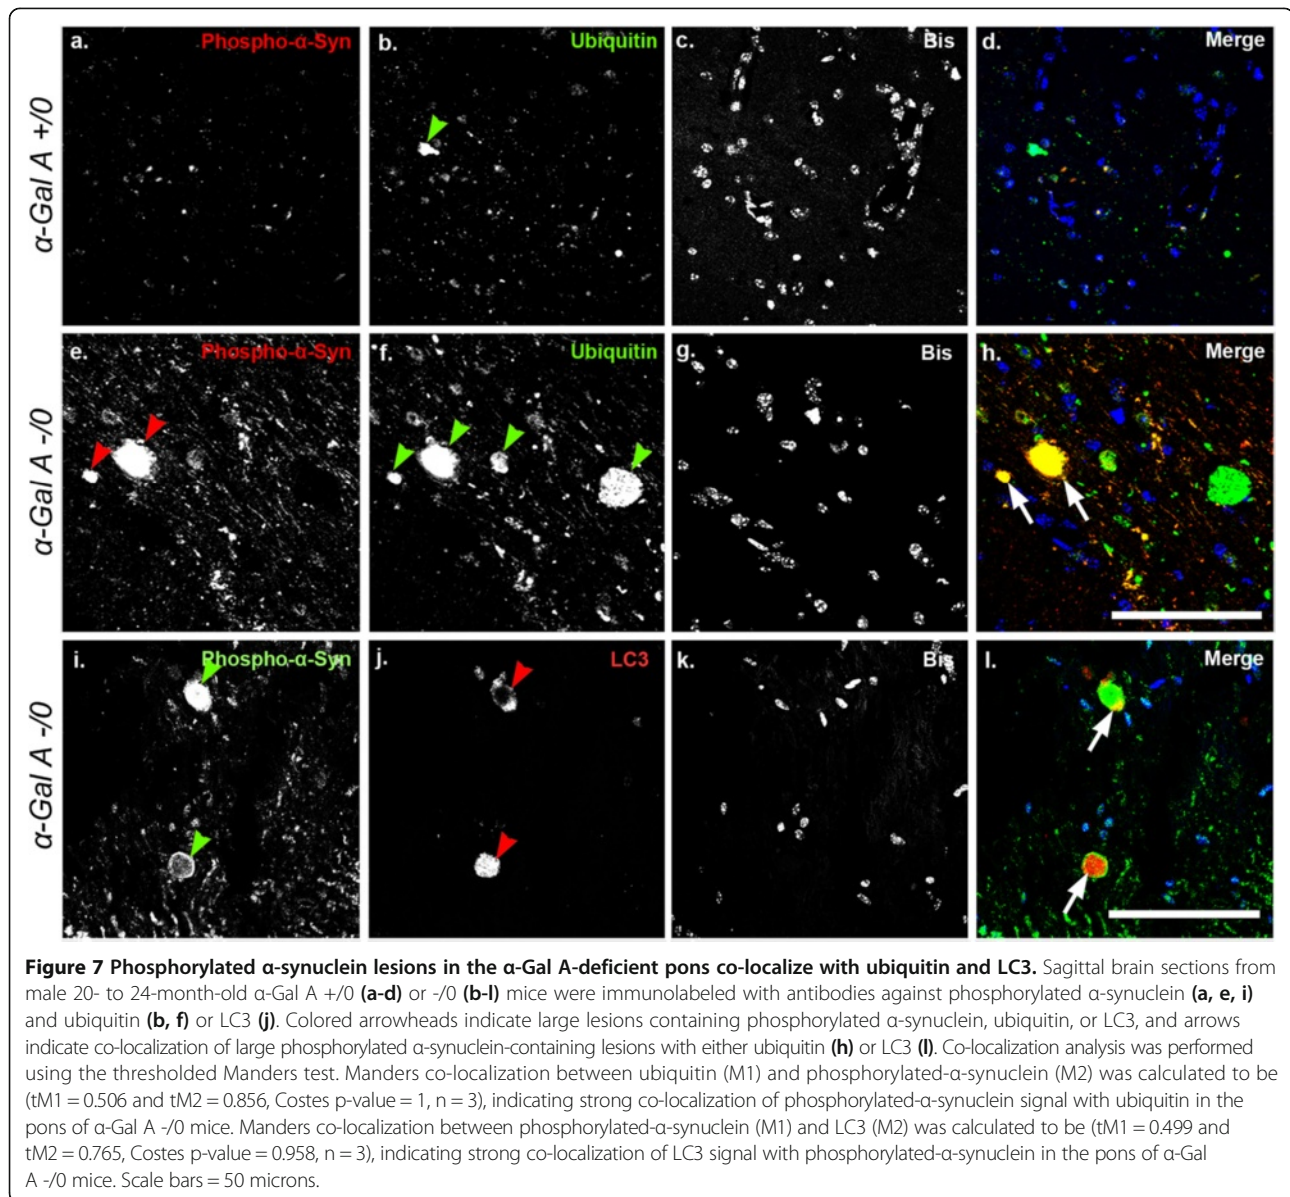 a. Phospho-α-Syn b. Ubiquitin c. Bis d. Merge
α-Gal A +/0
e. Phospho-α-Syn f. Ubiquitin g. Bis h. Merge
α-Gal A -/0
i. Phospho-α-Syn j. LC3 k. Bis l. Merge
α-Gal A -/0
Figure 7 Phosphorylated α-synuclein lesions in the α-Gal A-deficient pons co-localize with ubiquitin and LC3. Sagittal brain sections from
male 20- to 24-month-old α-Gal A +/0 (a-d) or -/0 (b-l) mice were immunolabeled with antibodies against phosphorylated α-synuclein (a, e, i)
and ubiquitin (b, f) or LC3 (j). Colored arrowheads indicate large lesions containing phosphorylated α-synuclein, ubiquitin, or LC3, and arrows
indicate co-localization of large phosphorylated α-synuclein-containing lesions with either ubiquitin (h) or LC3 (l). Co-localization analysis was performed
using the thresholded Manders test. Manders co-localization between ubiquitin (M1) and phosphorylated-α-synuclein (M2) was calculated to be
(tM1 = 0.506 and tM2 = 0.856, Costes p-value = 1, n = 3), indicating strong co-localization of phosphorylated-α-synuclein signal with ubiquitin in the
pons of α-Gal A -/0 mice. Manders co-localization between phosphorylated-α-synuclein (M1) and LC3 (M2) was calculated to be (tM1 = 0.499 and
tM2 = 0.765, Costes p-value = 0.958, n = 3), indicating strong co-localization of LC3 signal with phosphorylated-α-synuclein in the pons of α-Gal
A -/0 mice. Scale bars = 50 microns.